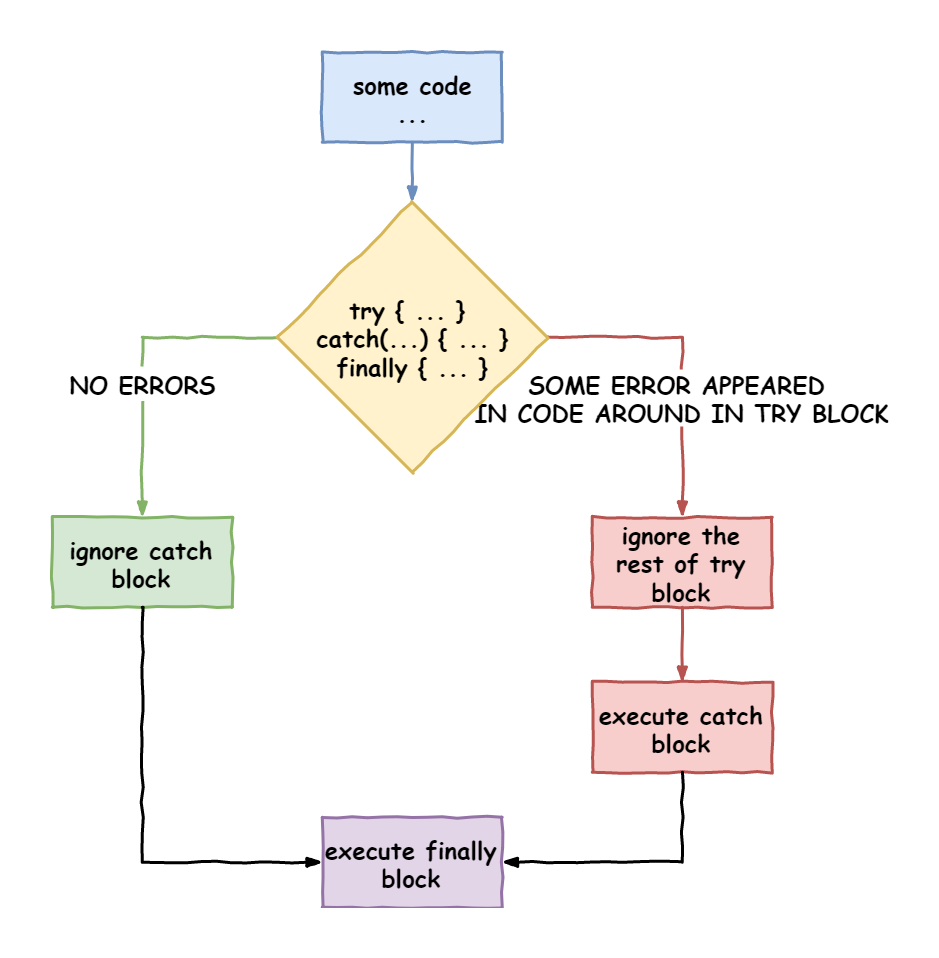 some code
...
try { ... }
catch(...) { ... }
finally { ... }
NO ERRORS
SOME ERROR APPEARED
IN CODE AROUND IN TRY BLOCK
ignore catch
block
ignore the
rest of try
block
execute catch
block
execute finally
block